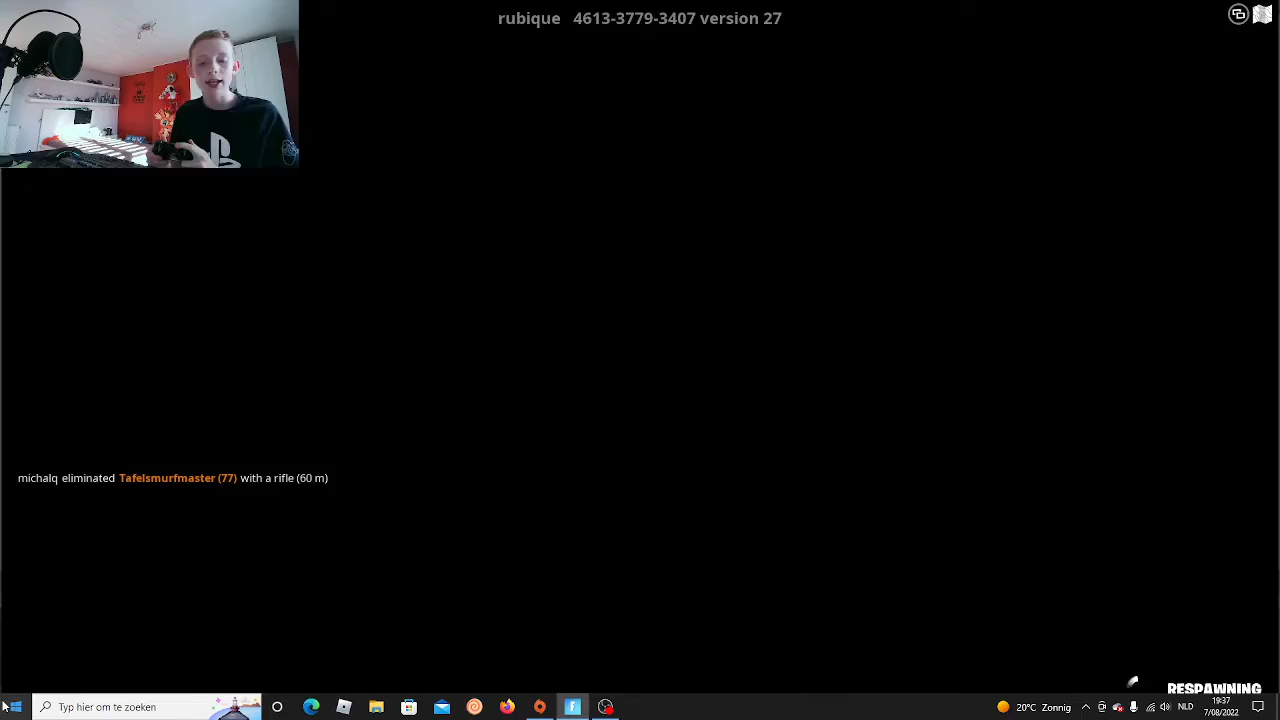 rubique 4613-3779-3407 version 27
michalq eliminated Tafelsmurfmaster (77) with a rifle (60 m)
RESPAWNING
Typ hier om te zoeken
20°C Zonnig
NLD
19:37
7/08/2022